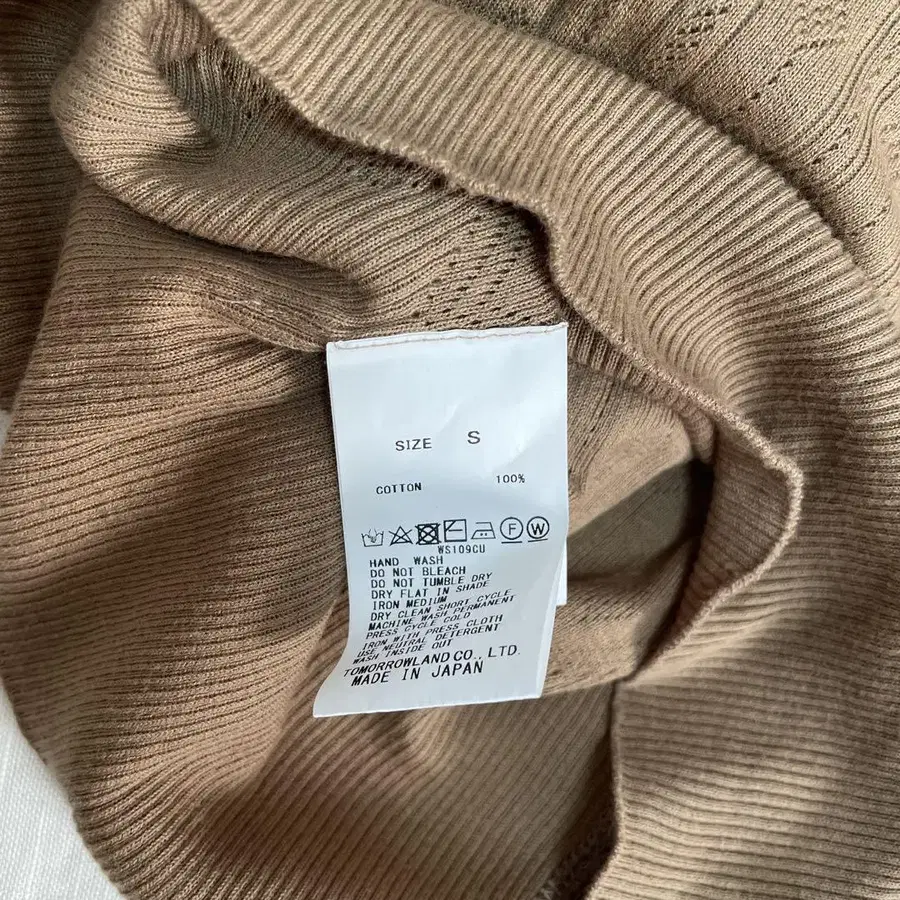 SIZE S
COTTON 100%
F W
WS109CU
HAND WASH
DO NOT BLEACH
DO NOT TUMBLE DRY
DRY FLAT IN SHADE
IRON MEDIUM
DRY CLEAN SHORT CYCLE
MACHINE WASH PERMANENT
PRESS CYCLE COLD
IRON WITH PRESS CLOTH
USE NEUTRAL DETERGENT
WASH INSIDE OUT
TOMORROWLAND CO., LTD.
MADE IN JAPAN